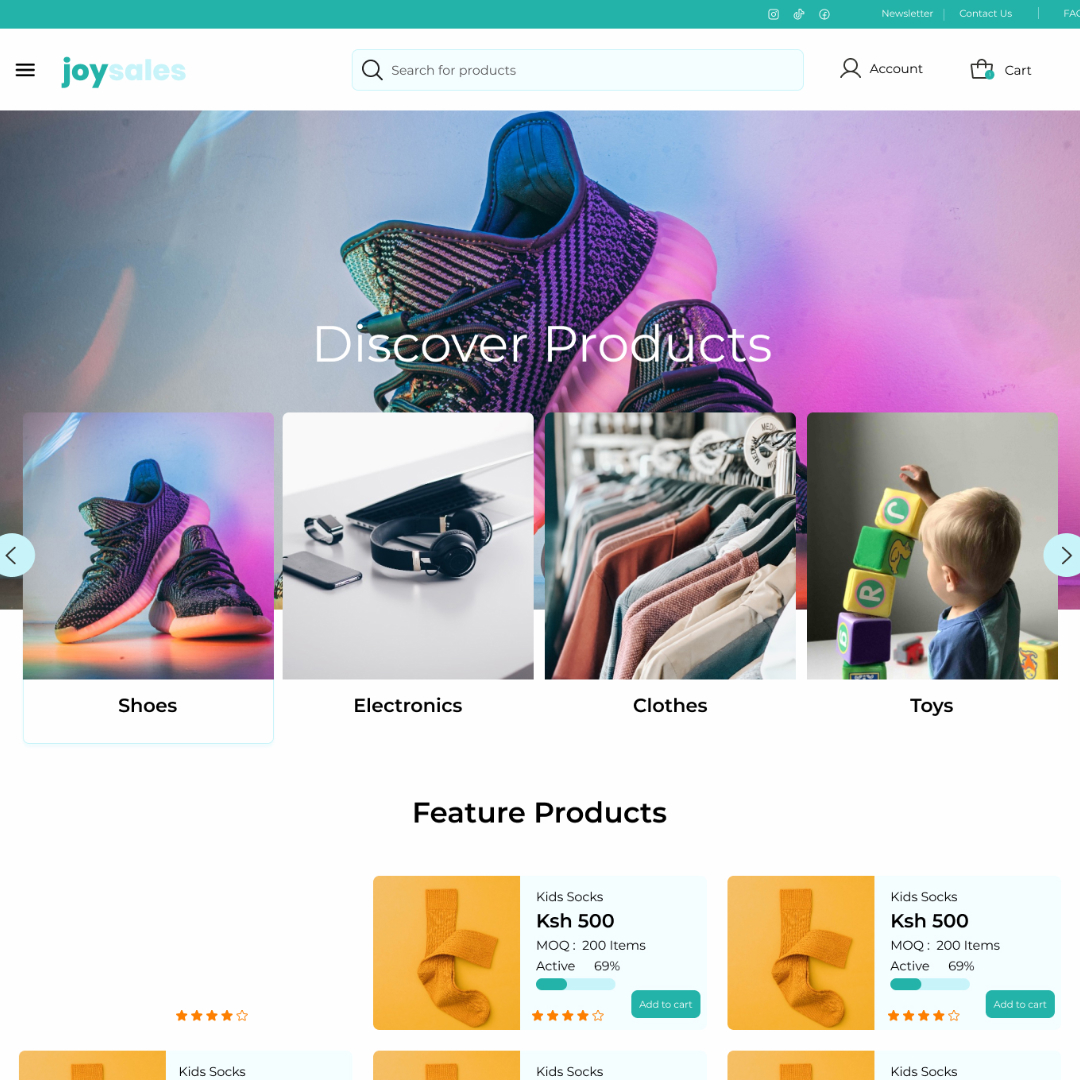 Newsletter
Contact Us
FAQ
joysales
Search for products
Account
Cart
Discover Products
Shoes
Electronics
Clothes
Toys
Feature Products
Kids Socks
Ksh 500
MOQ : 200 Items
Active 69%
Add to cart
Kids Socks
Ksh 500
MOQ : 200 Items
Active 69%
Add to cart
Kids Socks
Kids Socks
Kids Socks